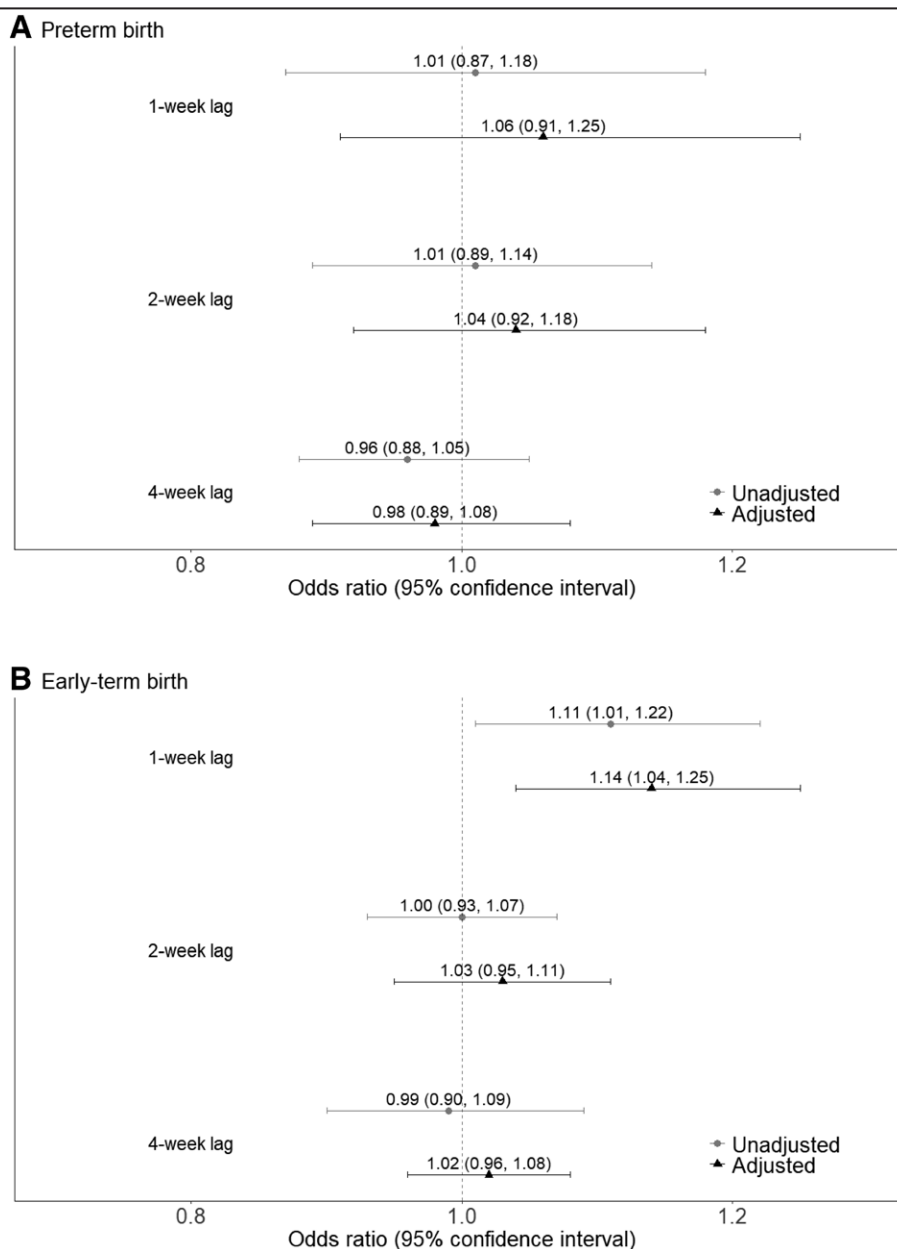 A Preterm birth
1.01 (0.87, 1.18)
1-week lag
1.06 (0.91, 1.25)
1.01 (0.89, 1.14)
2-week lag
1.04 (0.92, 1.18)
0.96 (0.88, 1.05)
4-week lag
Unadjusted
0.98 (0.89, 1.08)
Adjusted
0.8 1.0 1.2
Odds ratio (95% confidence interval)
B Early-term birth
1.11 (1.01, 1.22)
1-week lag
1.14 (1.04, 1.25)
1.00 (0.93, 1.07)
2-week lag
1.03 (0.95, 1.11)
0.99 (0.90, 1.09)
4-week lag
Unadjusted
1.02 (0.96, 1.08)
Adjusted
0.8 1.0 1.2
Odds ratio (95% confidence interval)